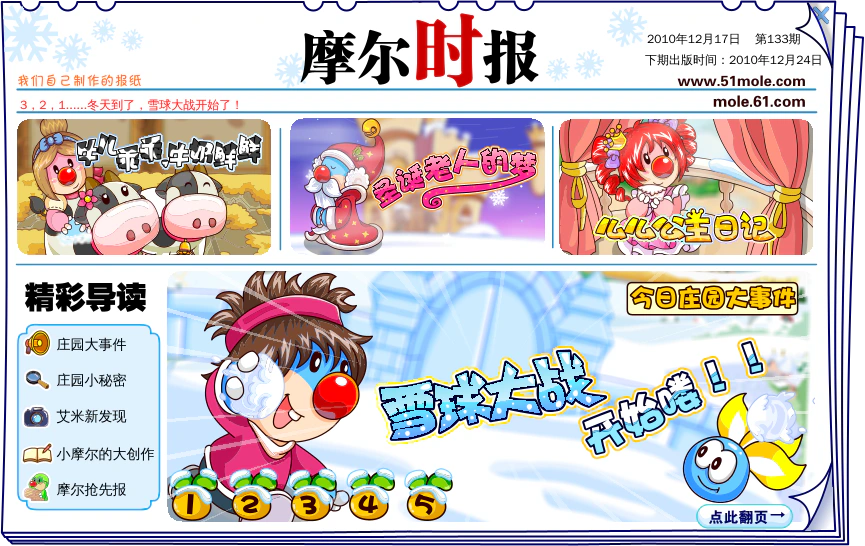 摩尔时报
2010年12月17日 第133期
下期出版时间：2010年12月24日
www.51mole.com
mole.61.com
我们自己制作的报纸
3，2，1......冬天到了，雪球大战开始了！
牛儿乖乖,牛奶鲜鲜
圣诞老人的梦
么么公主日记
精彩导读
庄园大事件
庄园小秘密
艾米新发现
小摩尔的大创作
摩尔抢先报
今日庄园大事件
雪球大战
开始喽！！
1 2 3 4 5
点此翻页→